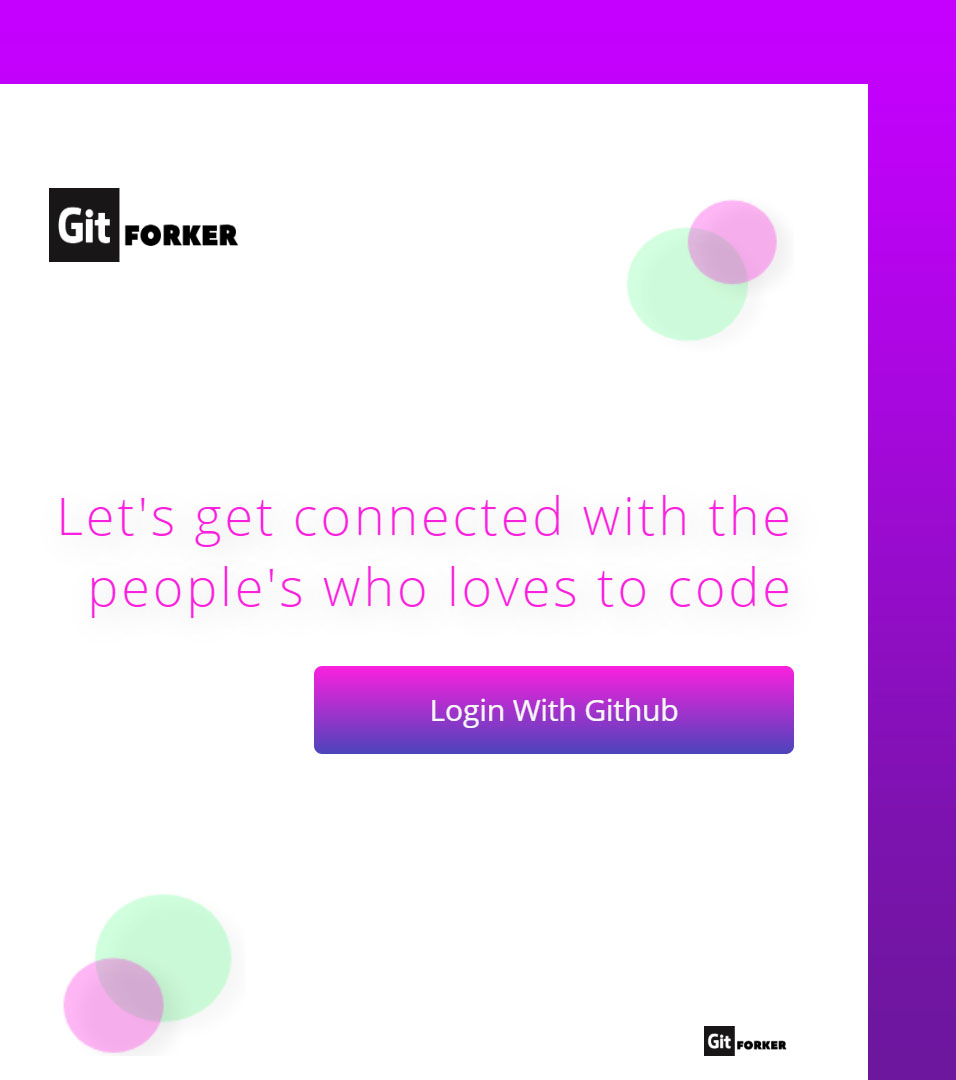 Git FORKER
Let's get connected with the
people's who loves to code
Login With Github
Git FORKER